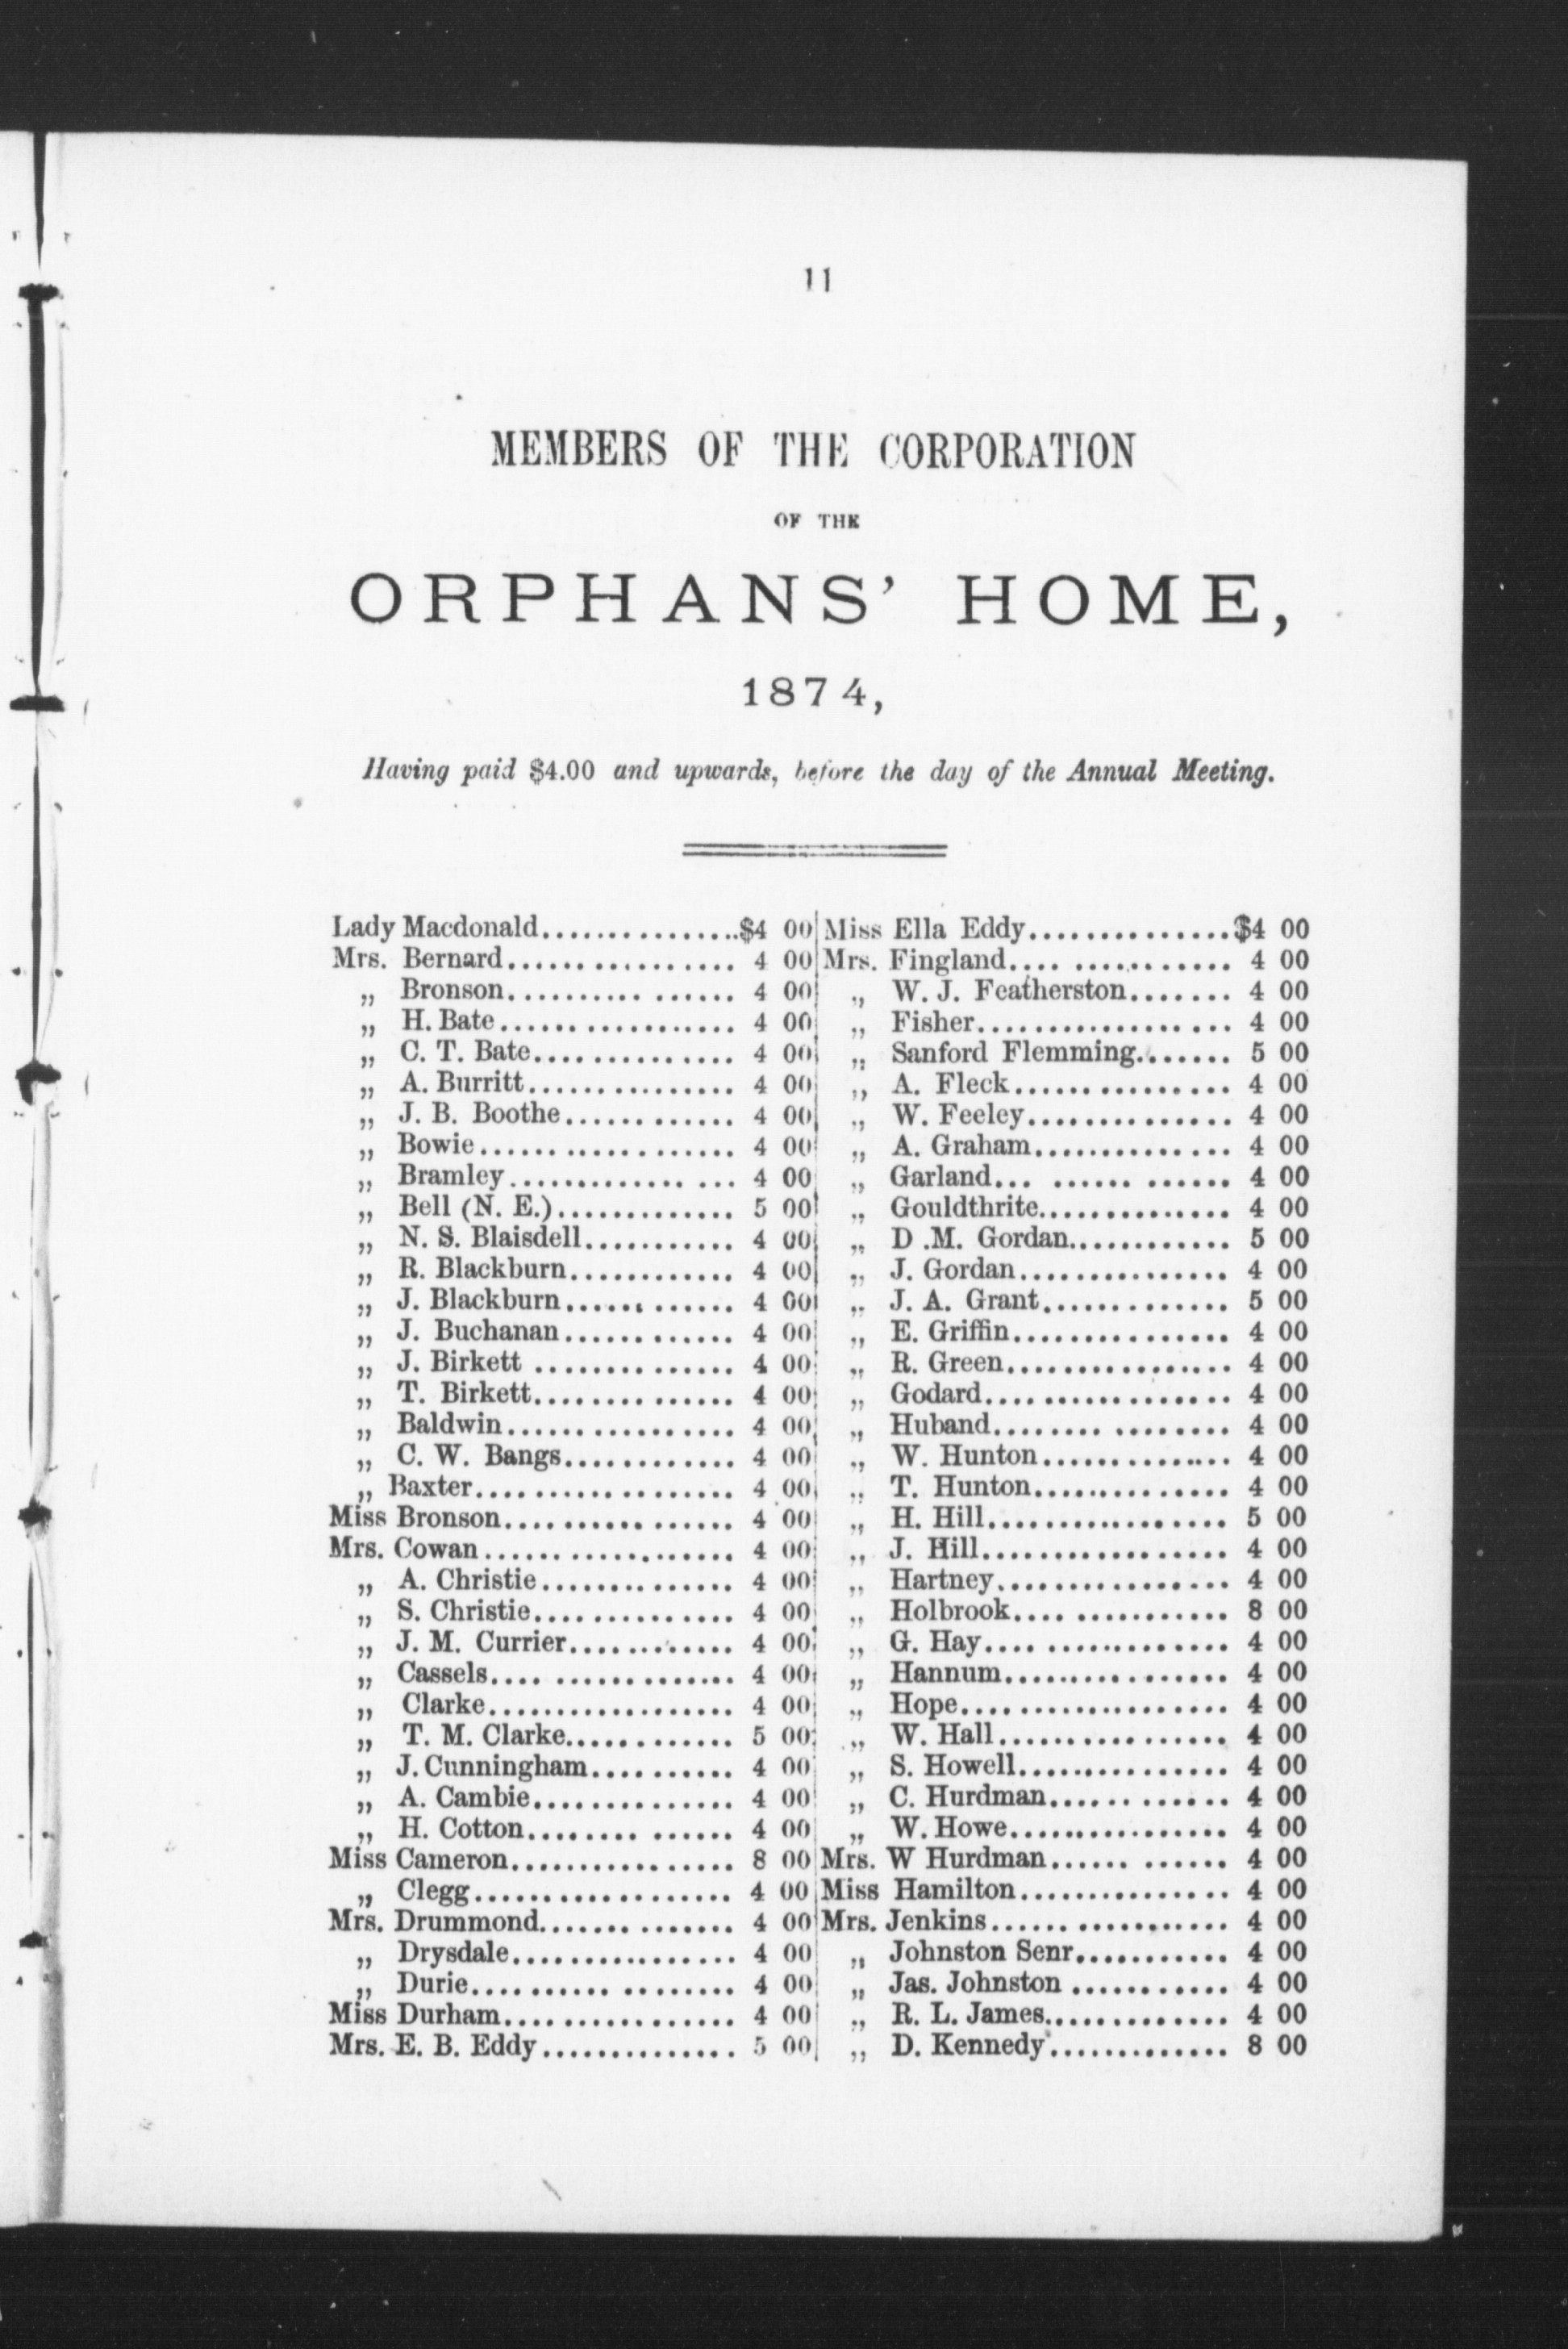 11
MEMBERS OF THE CORPORATION
OF THE
ORPHANS' HOME,
1874,
Having paid $4.00 and upwards, before the day of the Annual Meeting.
Lady Macdonald................$4 00
Mrs. Bernard................. 4 00
„ Bronson................ 4 00
„ H. Bate................. 4 00
„ C. T. Bate............... 4 00
„ A. Burritt............... 4 00
„ J. B. Boothe............ 4 00
„ Bowie.................. 4 00
„ Bramley................ 4 00
„ Bell (N. E.)............. 5 00
„ N. S. Blaisdell........... 4 00
„ R. Blackburn............ 4 00
„ J. Blackburn............ 4 00
„ J. Buchanan............ 4 00
„ J. Birkett .............. 4 00
„ T. Birkett.............. 4 00
„ Baldwin................ 4 00
„ C. W. Bangs............ 4 00
„ Baxter.................. 4 00
Miss Bronson................ 4 00
Mrs. Cowan.................. 4 00
„ A. Christie.............. 4 00
„ S. Christie.............. 4 00
„ J. M. Currier............ 4 00
„ Cassels................. 4 00
„ Clarke.................. 4 00
„ T. M. Clarke............ 5 00
„ J. Cunningham.......... 4 00
„ A. Cambie.............. 4 00
„ H. Cotton.............. 4 00
Miss Cameron................ 8 00
„ Clegg................... 4 00
Mrs. Drummond.............. 4 00
„ Drysdale................ 4 00
„ Durie................... 4 00
Miss Durham................. 4 00
Mrs. E. B. Eddy.............. 5 00
Miss Ella Eddy...............$4 00
Mrs. Fingland............... 4 00
„ W. J. Featherston....... 4 00
„ Fisher.................. 4 00
„ Sanford Flemming....... 5 00
„ A. Fleck............... 4 00
„ W. Feeley.............. 4 00
„ A. Graham.............. 4 00
„ Garland... ...... ...... 4 00
„ Gouldthrite.............. 4 00
„ D .M. Gordan............ 5 00
„ J. Gordan............... 4 00
„ J. A. Grant............. 5 00
„ E. Griffin............... 4 00
„ R. Green................ 4 00
„ Godard................. 4 00
„ Huband................ 4 00
„ W. Hunton............. 4 00
„ T. Hunton.............. 4 00
„ H. Hill................. 5 00
„ J. Hill.................. 4 00
„ Hartney................ 4 00
„ Holbrook............... 8 00
„ G. Hay................. 4 00
„ Hannum................ 4 00
„ Hope................... 4 00
„ W. Hall................ 4 00
„ S. Howell............... 4 00
„ C. Hurdman............ 4 00
„ W. Howe............... 4 00
Mrs. W Hurdman............ 4 00
Miss Hamilton............... 4 00
Mrs. Jenkins................ 4 00
„ Johnston Senr........... 4 00
„ Jas. Johnston ........... 4 00
„ R. L. James............. 4 00
„ D. Kennedy............. 8 00